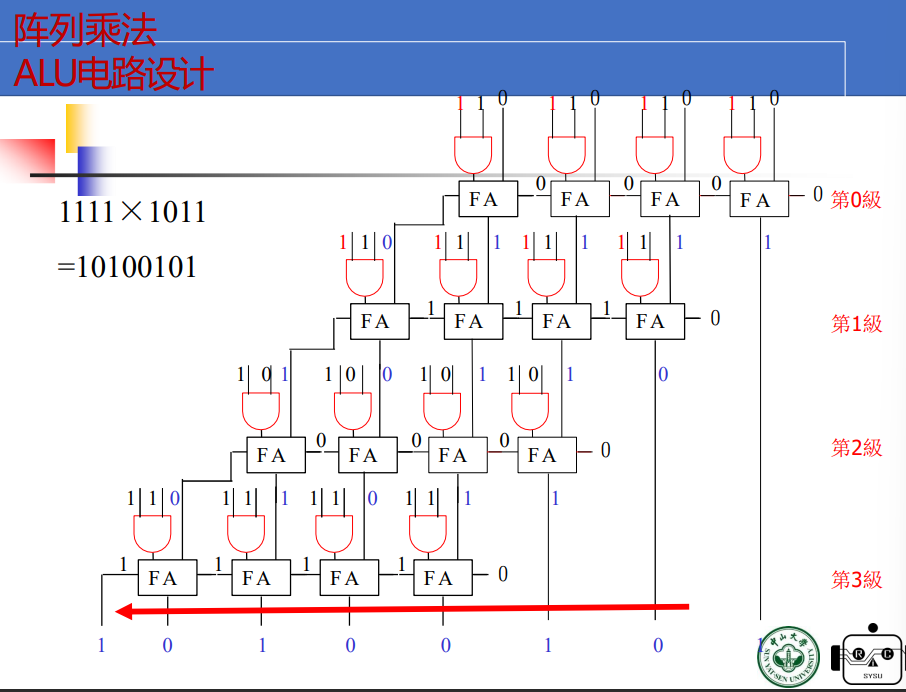 阵列乘法
ALU电路设计
1 1 0 1 1 0 1 1 0 1 1 0
1111×1011
=10100101
FA 0 FA 0 FA 0 FA 0 第0級
1 1 0 1 1 1 1 1 1 1 1 1 1
FA 1 FA 1 FA 1 FA 0 第1級
1 0 1 1 0 0 1 0 1 1 0 1 0
FA 0 FA 0 FA 0 FA 0 第2級
1 1 0 1 1 1 1 1 0 1 1 1 1
1 FA 1 FA 1 FA 1 FA 0 第3級
1 0 1 0 0 1 0 1
中山大学
SUN YAT-SEN UNIVERSITY
R C
SYSU